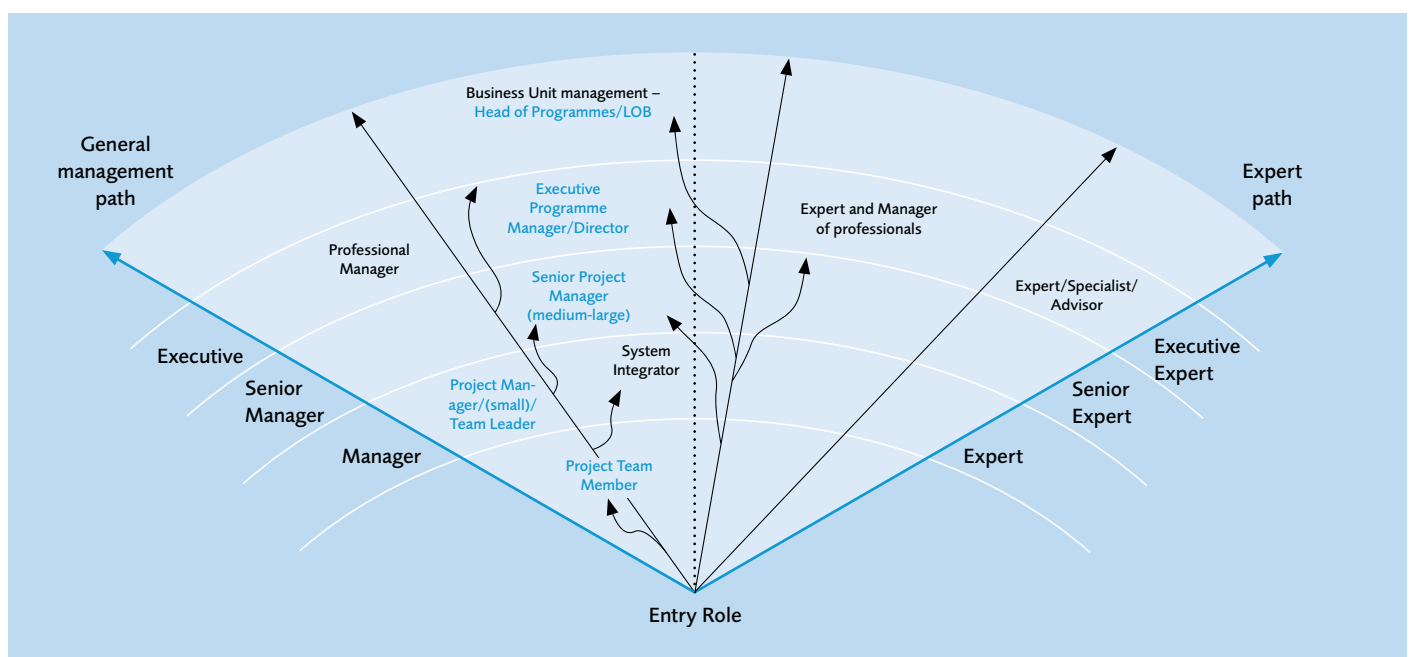 Business Unit management –
Head of Programmes/LOB
General
management
path
Expert
path
Executive
Programme
Manager/Director
Expert and Manager
of professionals
Professional
Manager
Senior Project
Manager
(medium-large)
Expert/Specialist/
Advisor
Executive
System
Integrator
Executive
Expert
Senior
Manager
Project Man-
ager/(small)/
Team Leader
Senior
Expert
Manager
Expert
Project Team
Member
Entry Role